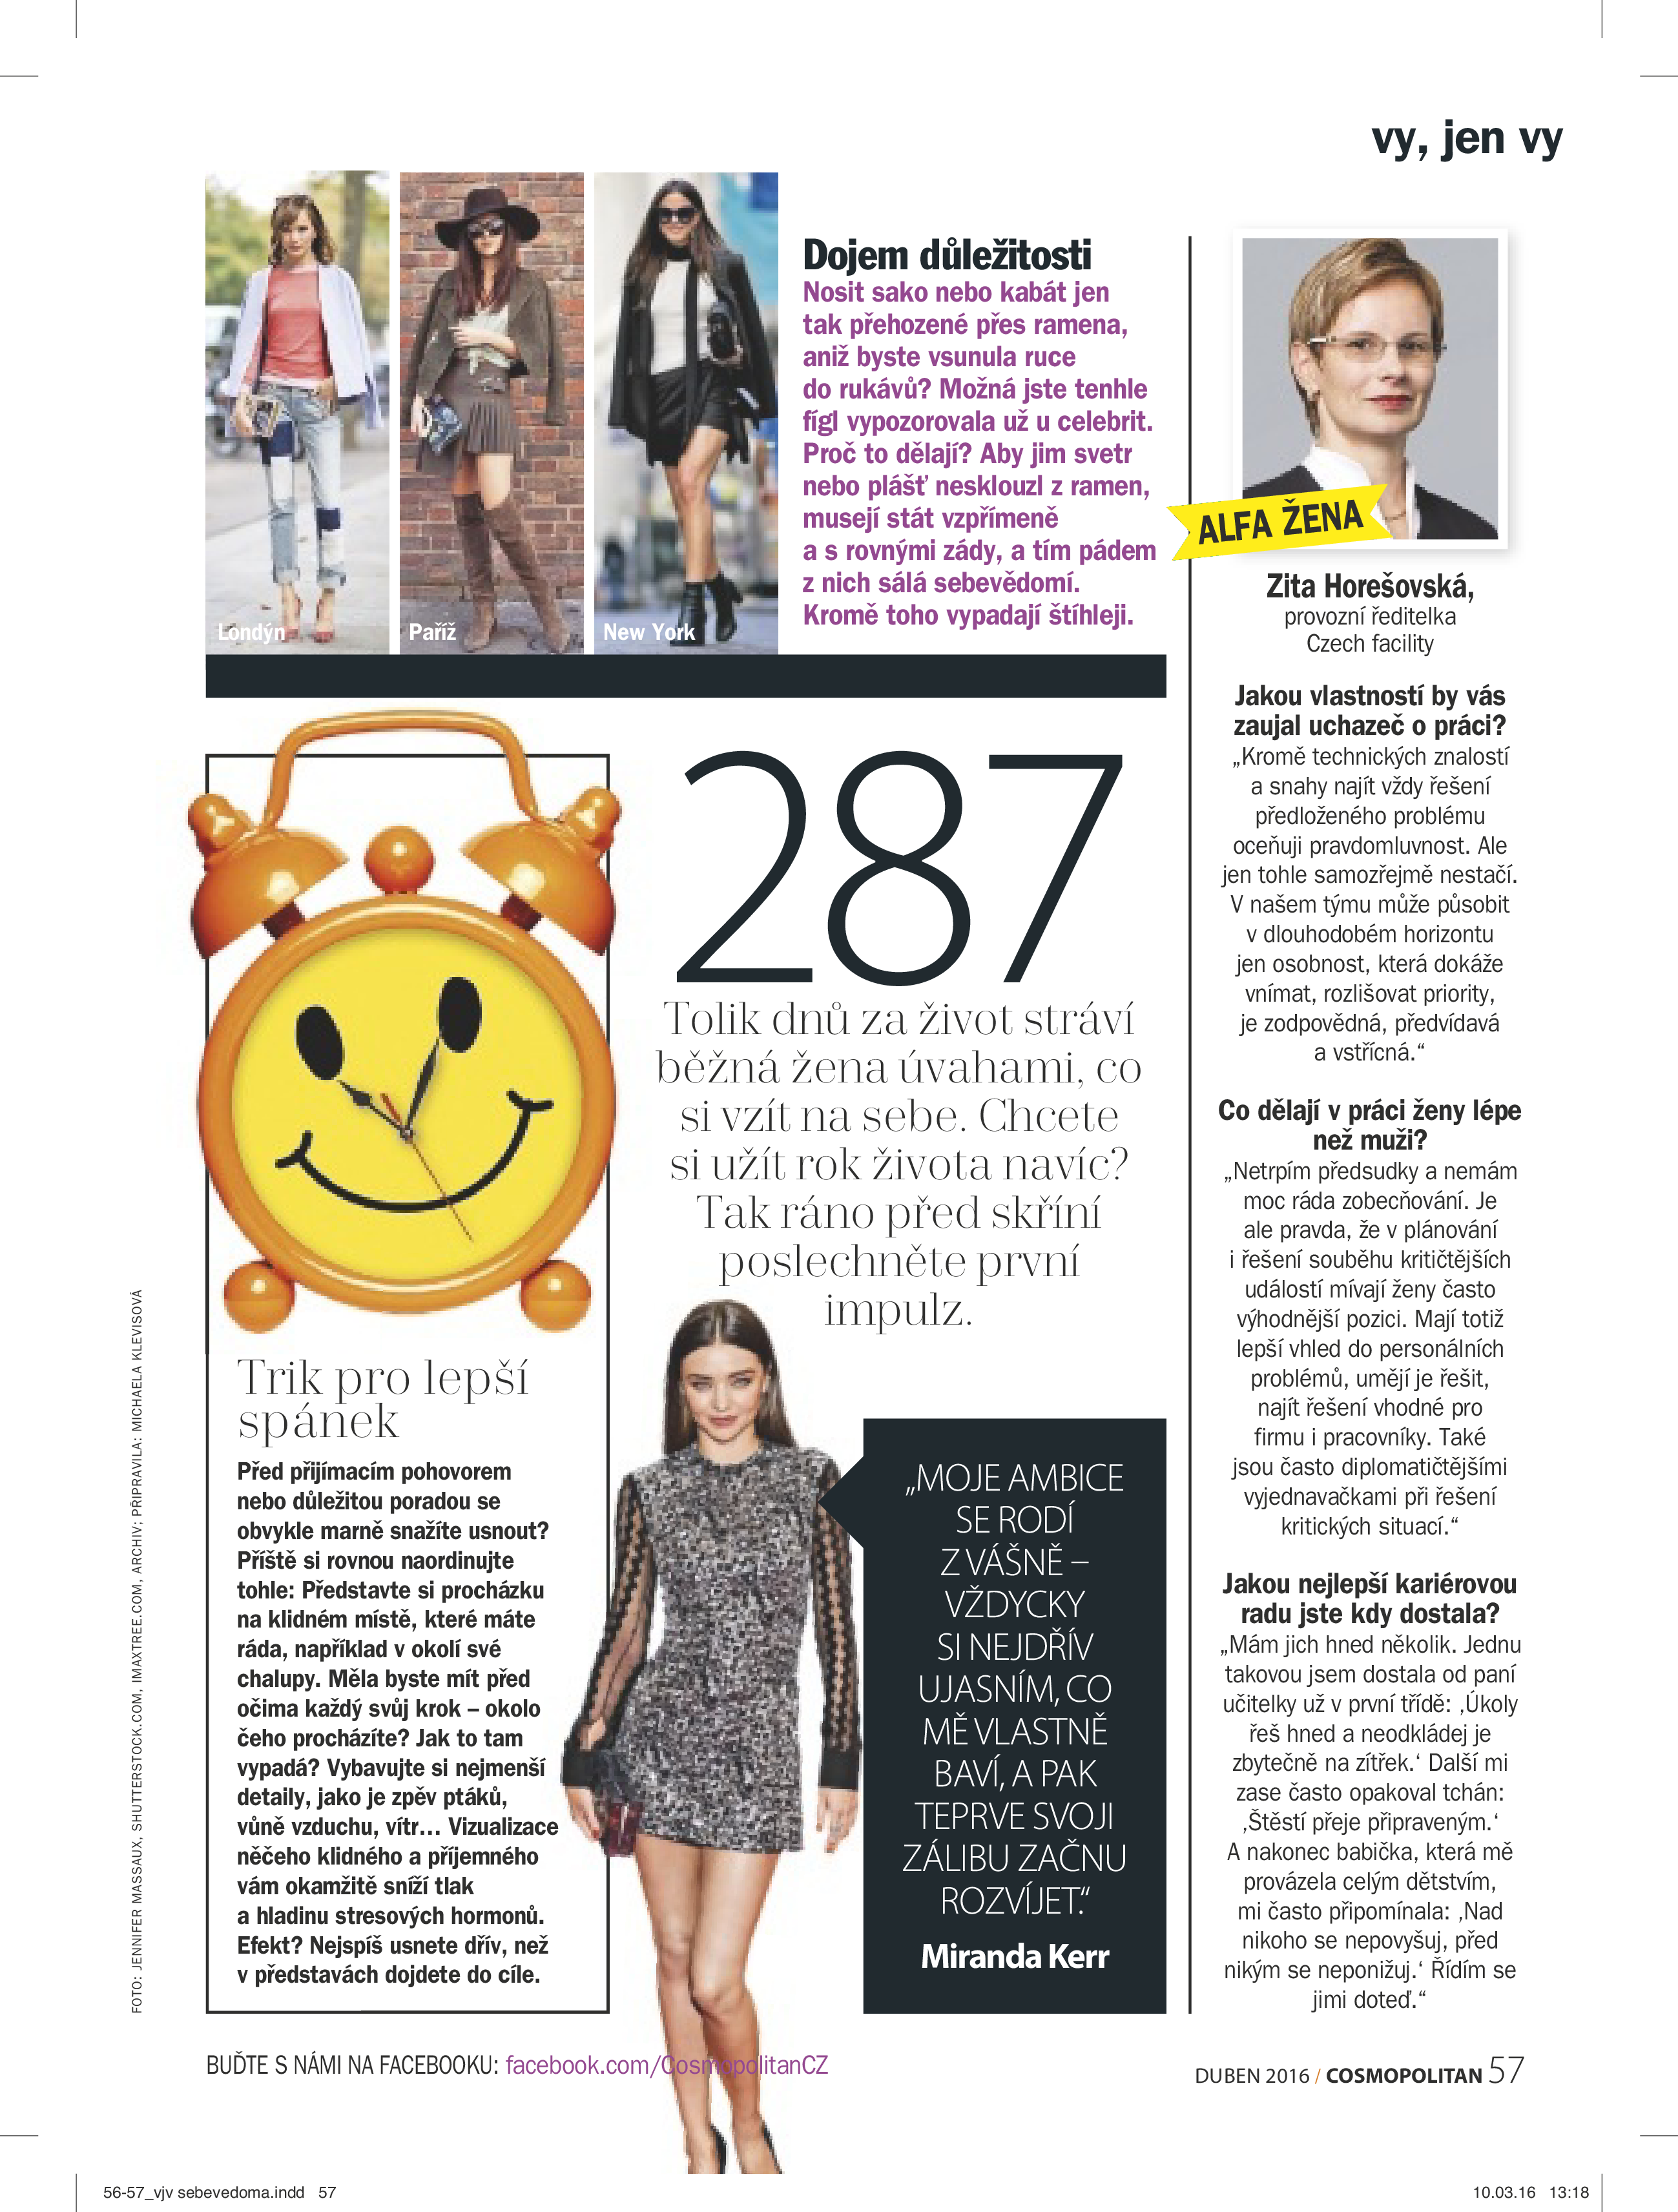 vy, jen vy
Londýn
Paříž
New York
Dojem důležitosti
Nosit sako nebo kabát jen
tak přehozené přes ramena,
aniž byste vsunula ruce
do rukávů? Možná jste tenhle
fígl vypozorovala už u celebrit.
Proč to dělají? Aby jim svetr
nebo plášť nesklouzl z ramen,
musejí stát vzpřímeně
a s rovnými zády, a tím pádem
z nich sálá sebevědomí.
Kromě toho vypadají štíhleji.
287
Tolik dnů za život stráví
běžná žena úvahami, co
si vzít na sebe. Chcete
si užít rok života navíc?
Tak ráno před skříní
poslechněte první
impulz.
Trik pro lepší
spánek
Před přijímacím pohovorem
nebo důležitou poradou se
obvykle marně snažíte usnout?
Příště si rovnou naordinujte
tohle: Představte si procházku
na klidném místě, které máte
ráda, například v okolí své
chalupy. Měla byste mít před
očima každý svůj krok – okolo
čeho procházíte? Jak to tam
vypadá? Vybavujte si nejmenší
detaily, jako je zpěv ptáků,
vůně vzduchu, vítr… Vizualizace
něčeho klidného a příjemného
vám okamžitě sníží tlak
a hladinu stresových hormonů.
Efekt? Nejspíš usnete dřív, než
v představách dojdete do cíle.
„MOJE AMBICE
SE RODÍ
Z VÁŠNĚ –
VŽDYCKY
SI NEJDŘÍV
UJASNÍM, CO
MĚ VLASTNĚ
BAVÍ, A PAK
TEPRVE SVOJI
ZÁLIBU ZAČNU
ROZVÍJET.“
Miranda Kerr
ALFA ŽENA
Zita Horešovská,
provozní ředitelka
Czech facility
Jakou vlastností by vás
zaujal uchazeč o práci?
„Kromě technických znalostí
a snahy najít vždy řešení
předloženého problému
oceňuji pravdomluvnost. Ale
jen tohle samozřejmě nestačí.
V našem týmu může působit
v dlouhodobém horizontu
jen osobnost, která dokáže
vnímat, rozlišovat priority,
je zodpovědná, předvídavá
a vstřícná.“
Co dělají v práci ženy lépe
než muži?
„Netrpím předsudky a nemám
moc ráda zobecňování. Je
ale pravda, že v plánování
i řešení souběhu kritičtějších
událostí mívají ženy často
výhodnější pozici. Mají totiž
lepší vhled do personálních
problémů, umějí je řešit,
najít řešení vhodné pro
firmu i pracovníky. Také
jsou často diplomatičtějšími
vyjednavačkami při řešení
kritických situací.“
Jakou nejlepší kariérovou
radu jste kdy dostala?
„Mám jich hned několik. Jednu
takovou jsem dostala od paní
učitelky už v první třídě: ‚Úkoly
řeš hned a neodkládej je
zbytečně na zítřek.‘ Další mi
zase často opakoval tchán:
‚Štěstí přeje připraveným.‘
A nakonec babička, která mě
provázela celým dětstvím,
mi často připomínala: ‚Nad
nikoho se nepovyšuj, před
nikým se neponižuj.‘ Řídím se
jimi doteď.“
FOTO: JENNIFER MASSAUX, SHUTTERSTOCK.COM, IMAXTREE.COM, ARCHIV; PŘIPRAVILA: MICHAELA KLEVISOVÁ
BUĎTE S NÁMI NA FACEBOOKU: facebook.com/CosmopolitanCZ
DUBEN 2016 / COSMOPOLITAN 57
56-57_vjv sebevedoma.indd 57
10.03.16 13:18